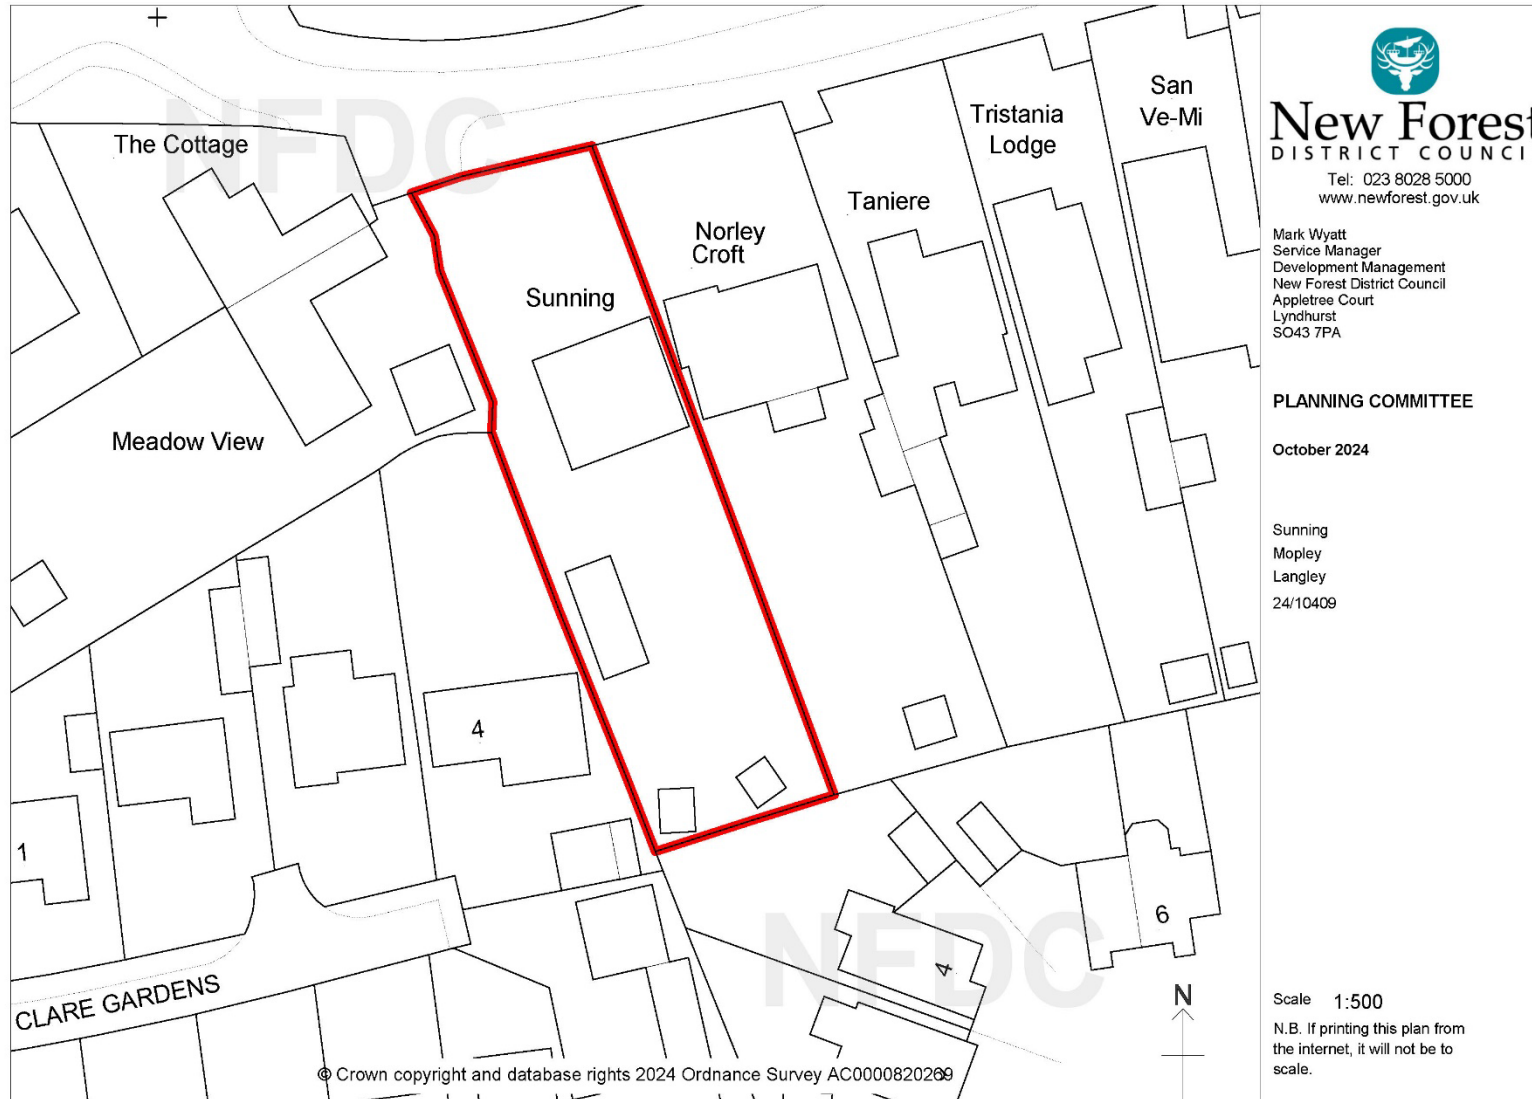 NFDC
The Cottage
Sunning
Norley
Croft
Taniere
Tristania
Lodge
San
Ve-Mi
Meadow View
4
1
CLARE GARDENS
4
6
NFDC
N
© Crown copyright and database rights 2024 Ordnance Survey AC0000820269
New Forest
DISTRICT COUNCI
Tel: 023 8028 5000
www.newforest.gov.uk
Mark Wyatt
Service Manager
Development Management
New Forest District Council
Appletree Court
Lyndhurst
SO43 7PA
PLANNING COMMITTEE
October 2024
Sunning
Mopley
Langley
24/10409
Scale 1:500
N.B. If printing this plan from
the internet, it will not be to
scale.